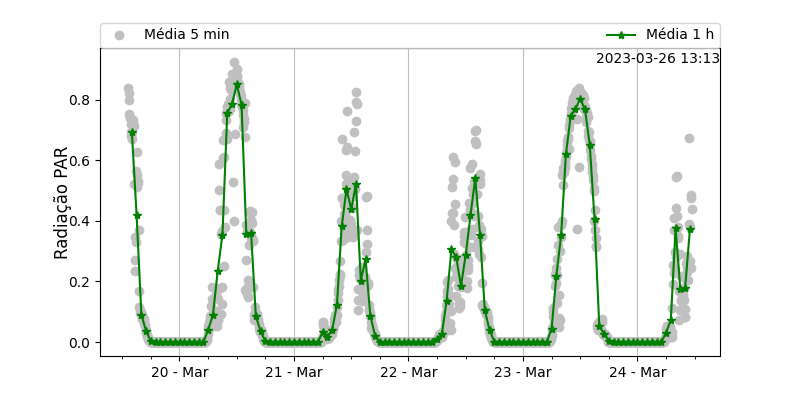 Média 5 min
Média 1 h
2023-03-26 13:13
Radiação PAR
0.8
0.6
0.4
0.2
0.0
20 - Mar
21 - Mar
22 - Mar
23 - Mar
24 - Mar